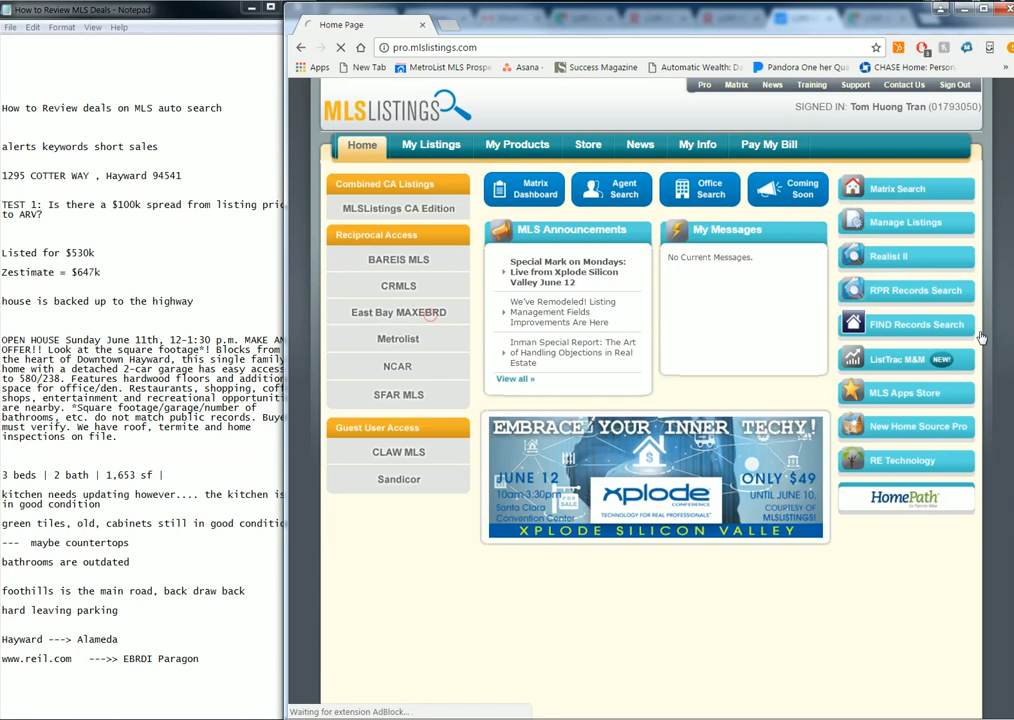 How to Review MLS Deals - Notepad
File Edit Format View Help
How to Review deals on MLS auto search
alerts keywords short sales
1295 COTTER WAY , Hayward 94541
TEST 1: Is there a $100k spread from listing pric
to ARV?
Listed for $530k
Zestimate = $647k
house is backed up to the highway
OPEN HOUSE Sunday June 11th, 12-1:30 p.m. MAKE AN
OFFER!! Look at the square footage*! Blocks from
the heart of Downtown Hayward, this single family
home with a detached 2-car garage has easy access
to 580/238. Features hardwood floors and addition
space for office/den. Restaurants, shopping, coff
shops, entertainment and recreational opportuniti
are nearby. *Square footage/garage/number of
bathrooms, etc. do not match public records. Buye
must verify. We have roof, termite and home
inspections on file.
3 beds | 2 bath | 1,653 sf |
kitchen needs updating however.... the kitchen is
in good condition
green tiles, old, cabinets still in good conditio
--- maybe countertops
bathrooms are outdated
foothills is the main road, back draw back
hard leaving parking
Hayward ---> Alameda
www.reil.com --->> EBRDI Paragon
Home Page
pro.mlslistings.com
Apps New Tab MetroList MLS Prospe Asana - Success Magazine Automatic Wealth: Da Pandora One her Qua CHASE Home: Person
Pro Matrix News Training Support Contact Us Sign Out
MLSLISTINGS
SIGNED IN: Tom Huong Tran (01793050)
Home My Listings My Products Store News My Info Pay My Bill
Combined CA Listings
MLSListings CA Edition
Reciprocal Access
BAREIS MLS
CRMLS
East Bay MAXEBRD
Metrolist
NCAR
SFAR MLS
Guest User Access
CLAW MLS
Sandicor
Matrix Dashboard
Agent Search
Office Search
Coming Soon
MLS Announcements
Special Mark on Mondays:
Live from Xplode Silicon
Valley June 12
We've Remodeled! Listing
Management Fields
Improvements Are Here
Inman Special Report: The Art
of Handling Objections in Real
Estate
View all »
My Messages
No Current Messages.
EMBRACE YOUR INNER TECHY!
JUNE 12
10am-3:30pm
Santa Clara
Convention Center
FOR SALE
xplode
CONFERENCE
TECHNOLOGY FOR REAL PROFESSIONALS
ONLY $49
UNTIL JUNE 10,
COURTESY OF
MLSLISTINGS!
XPLODE SILICON VALLEY
Matrix Search
Manage Listings
Realist II
RPR Records Search
FIND Records Search
ListTrac M&M NEW!
MLS Apps Store
New Home Source Pro
RE Technology
HomePath
Waiting for extension AdBlock...